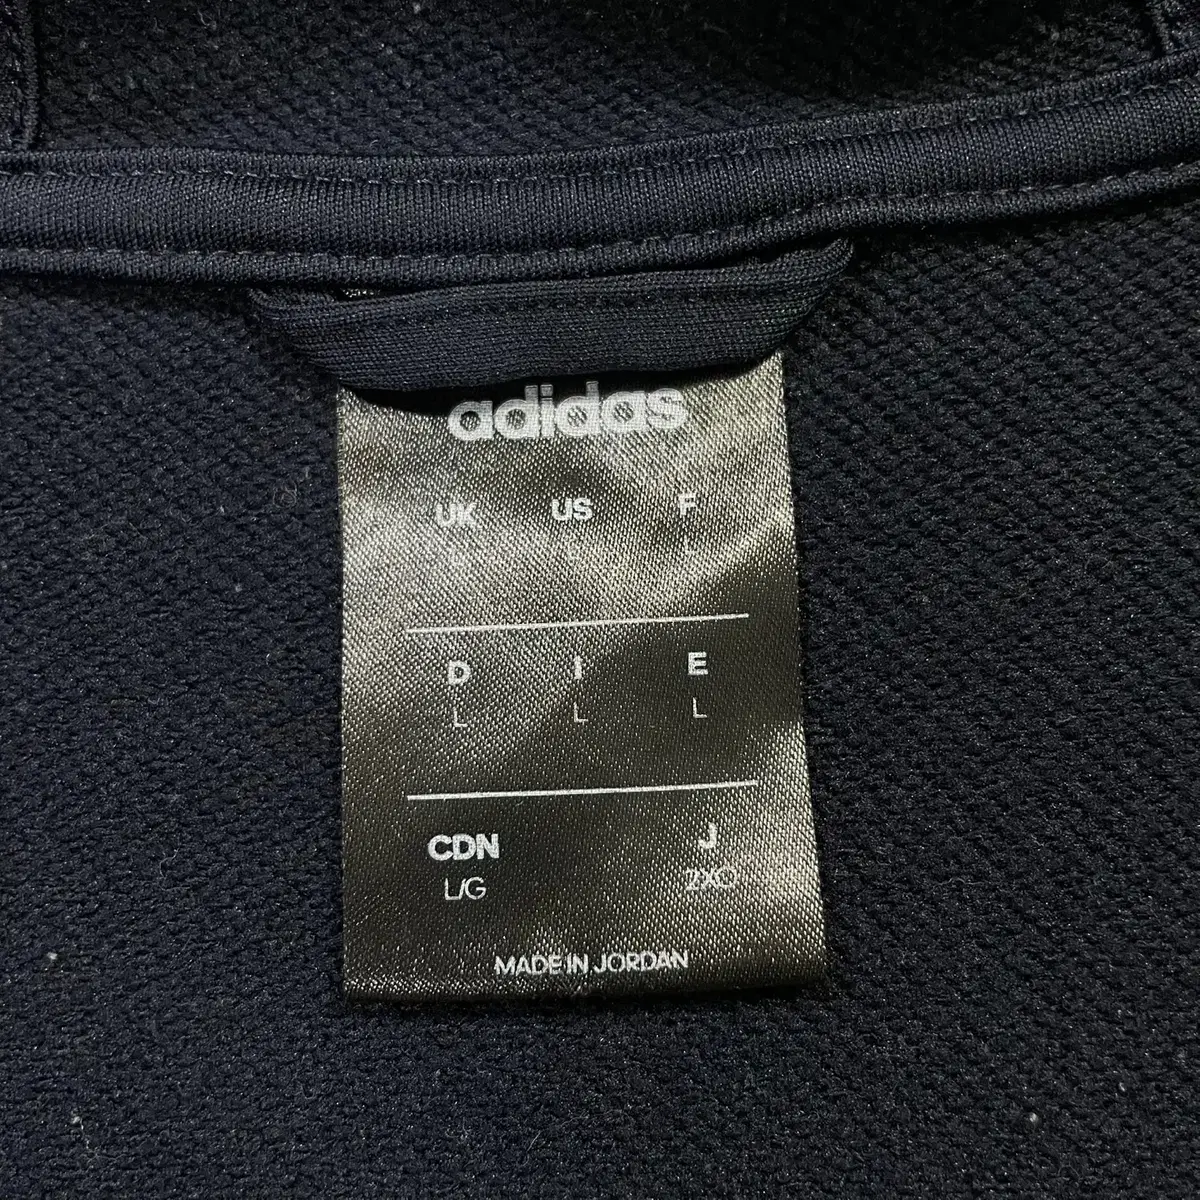 adidas
UK US F
L L L
D I E
L L L
CDN J
L/G 2XO
MADE IN JORDAN